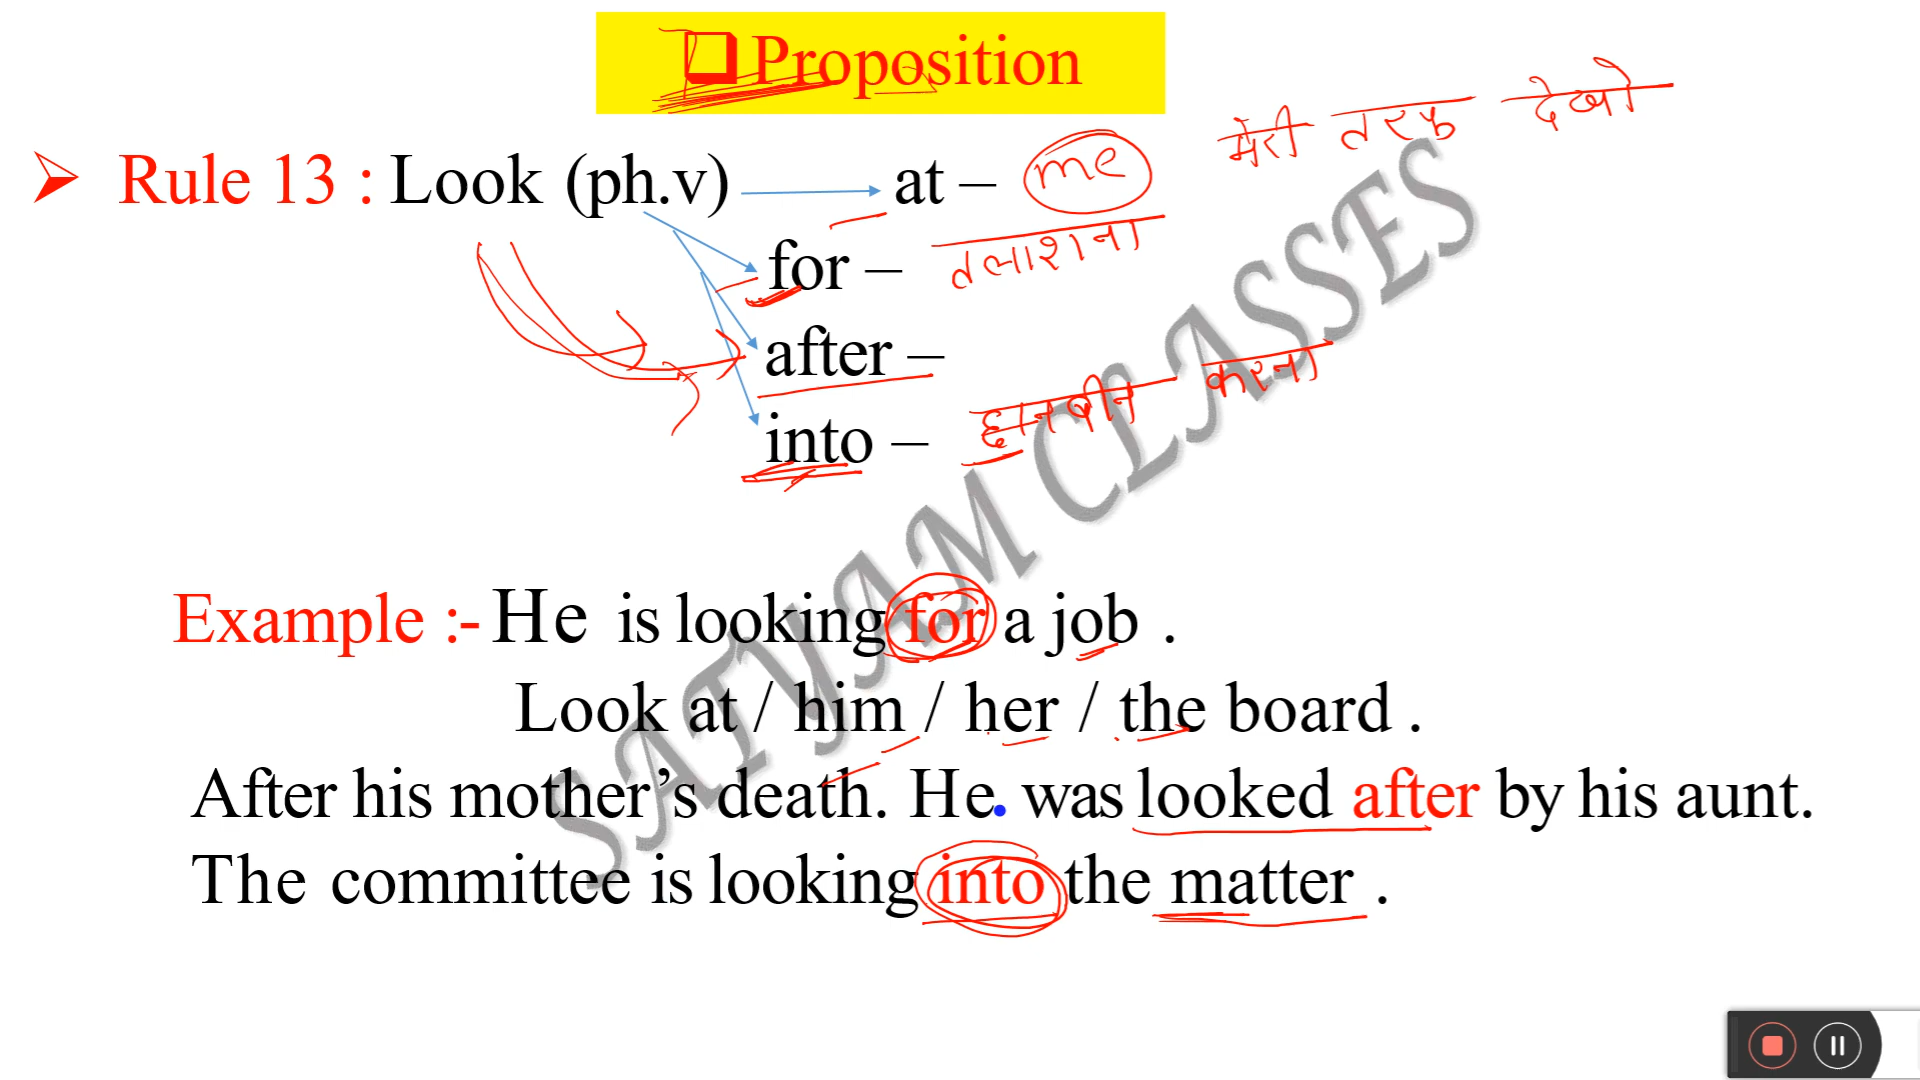 Proposition
Rule 13 : Look (ph.v) at – me मेरी तरफ देखो
for – तलाशना
after –
into – छानबीन करना
Example :- He is looking for a job .
Look at / him / her / the board .
After his mother’s death. He. was looked after by his aunt.
The committee is looking into the matter .
SATYAM CLASSES